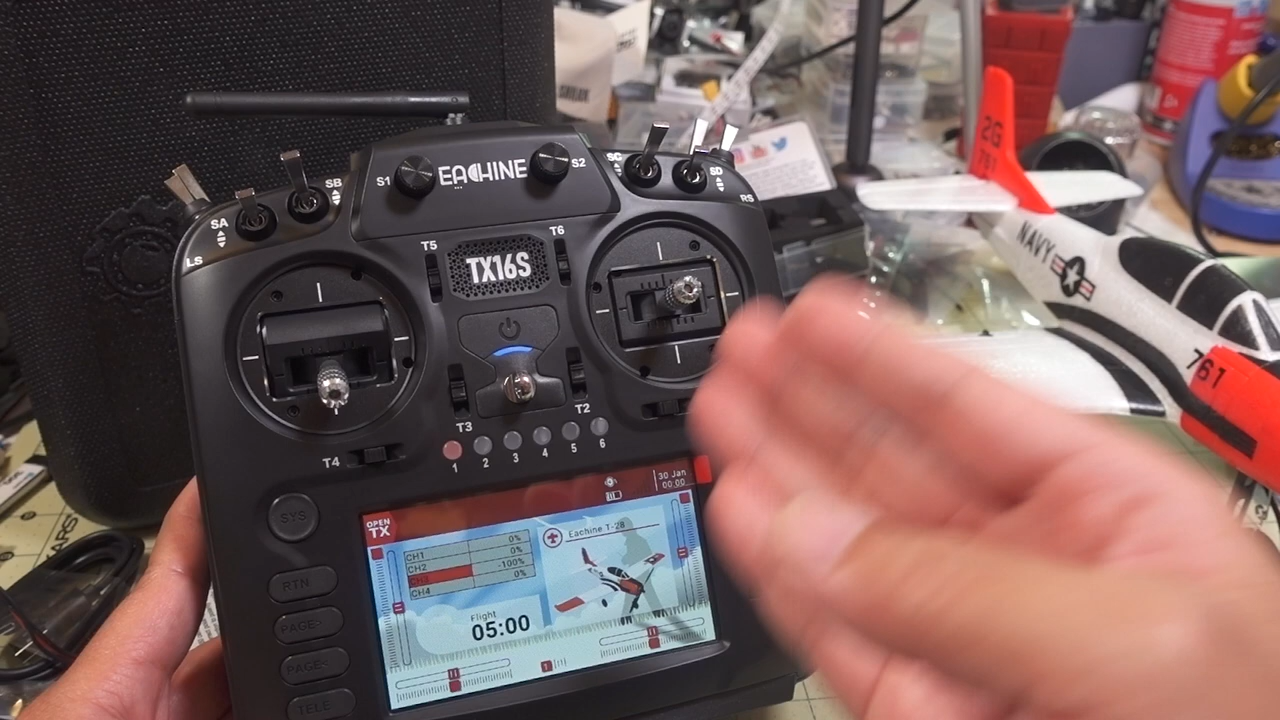 EACHINE
S1
S2
SB
SA
LS
SC
SD
RS
T5
T6
TX16S
T3
T2
T4
1 2 3 4 5 6
SYS
RTN
PAGE>
PAGE<
TELE
OPEN
TX
30 Jan
00:00
CH1 0%
CH2 0%
CH3 -100%
CH4 0%
Eachine T-28
Flight
05:00
2G
761
NAVY
761